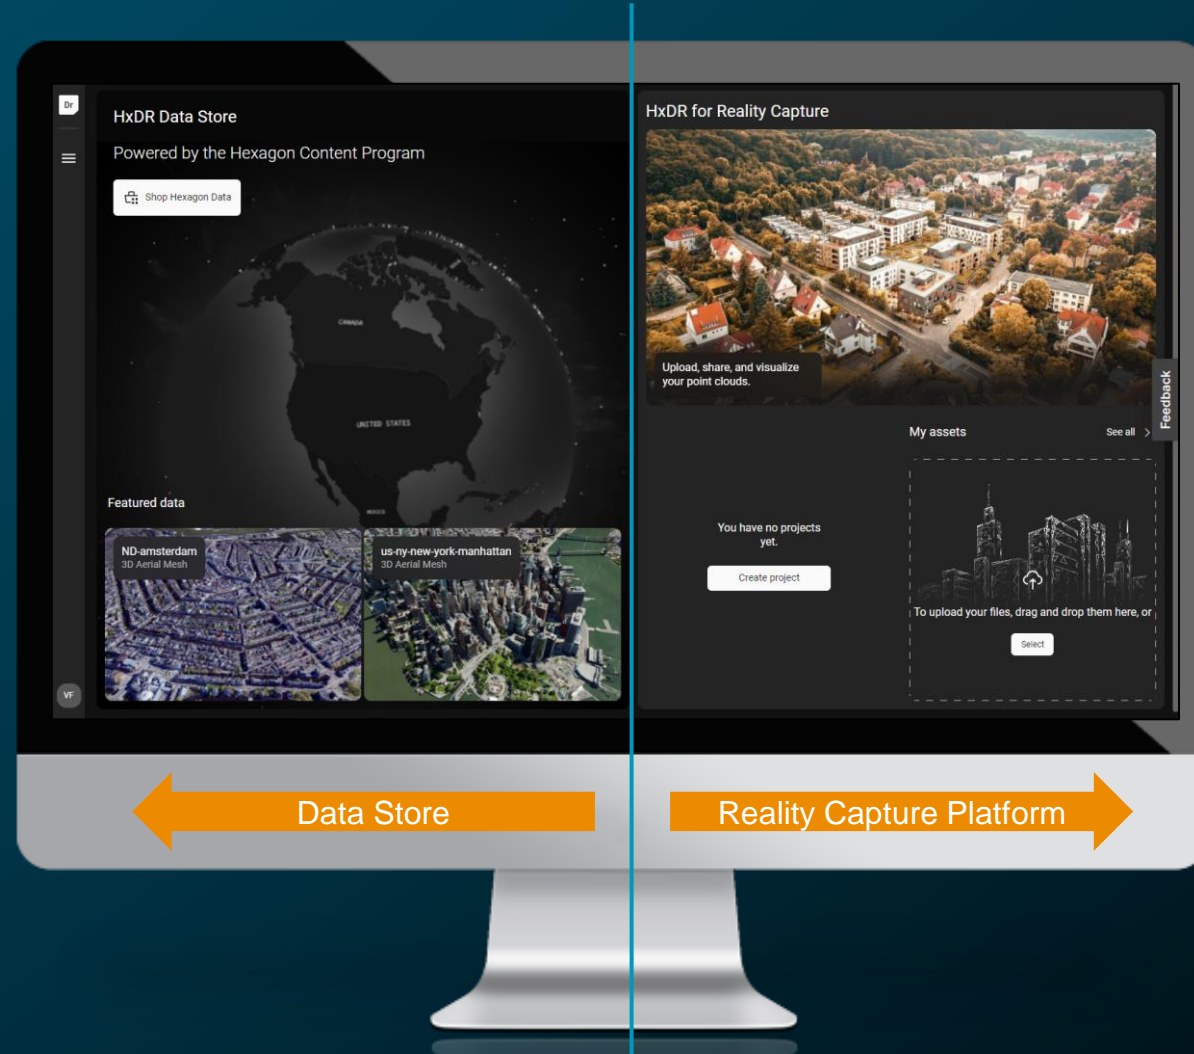 Dr
HxDR Data Store
Powered by the Hexagon Content Program
Shop Hexagon Data
CANADA
UNITED STATES
MEXICO
Featured data
ND-amsterdam
3D Aerial Mesh
us-ny-new-york-manhattan
3D Aerial Mesh
VF
HxDR for Reality Capture
Upload, share, and visualize
your point clouds.
Feedback
My assets
See all
You have no projects
yet.
Create project
To upload your files, drag and drop them here, or
Select
Data Store
Reality Capture Platform